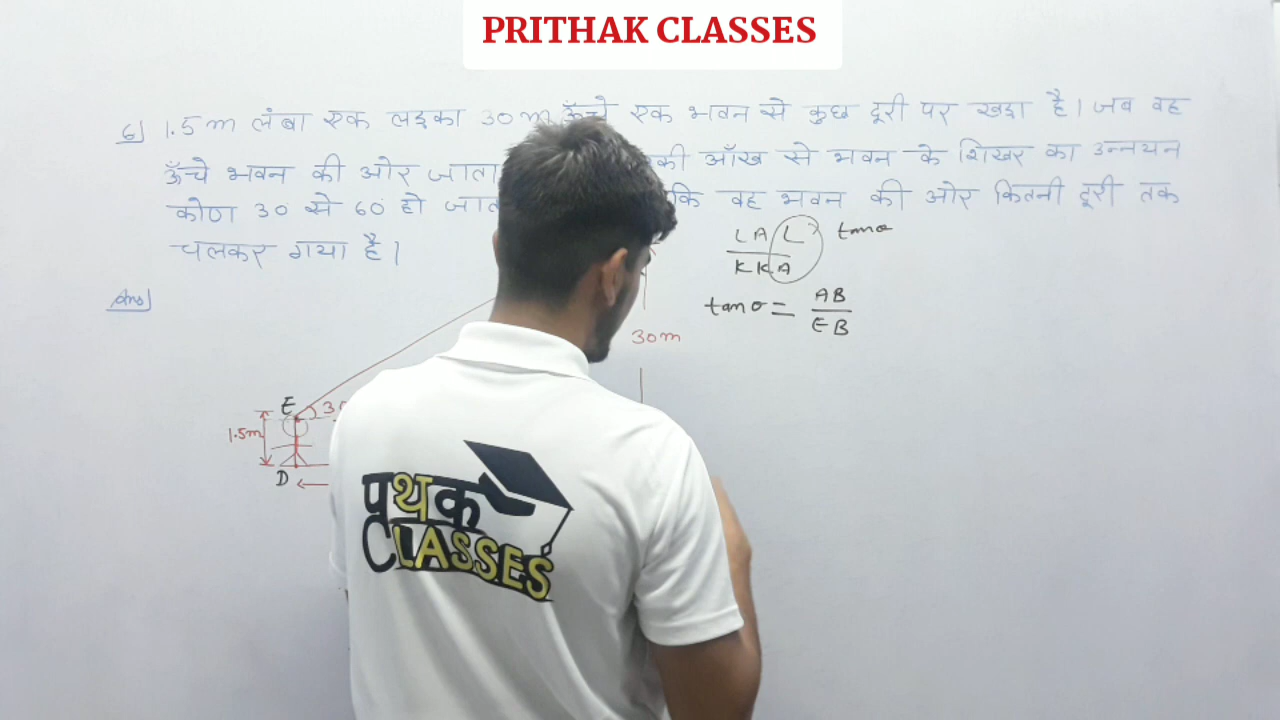 PRITHAK CLASSES
6) 1.5m लंबा एक लड़का 30m ऊँचे एक भवन से कुछ दूरी पर खड़ा है। जब वह
ऊँचे भवन की ओर जाता की आँख से भवन के शिखर का उन्नयन
कोण 30° से 60° हो जात कि वह भवन की ओर कितनी दूरी तक
चलकर गया है।
Ans)
L A L tanθ
K K A
tanθ = AB
EB
30m
E
1.5m
D
पृथक
CLASSES